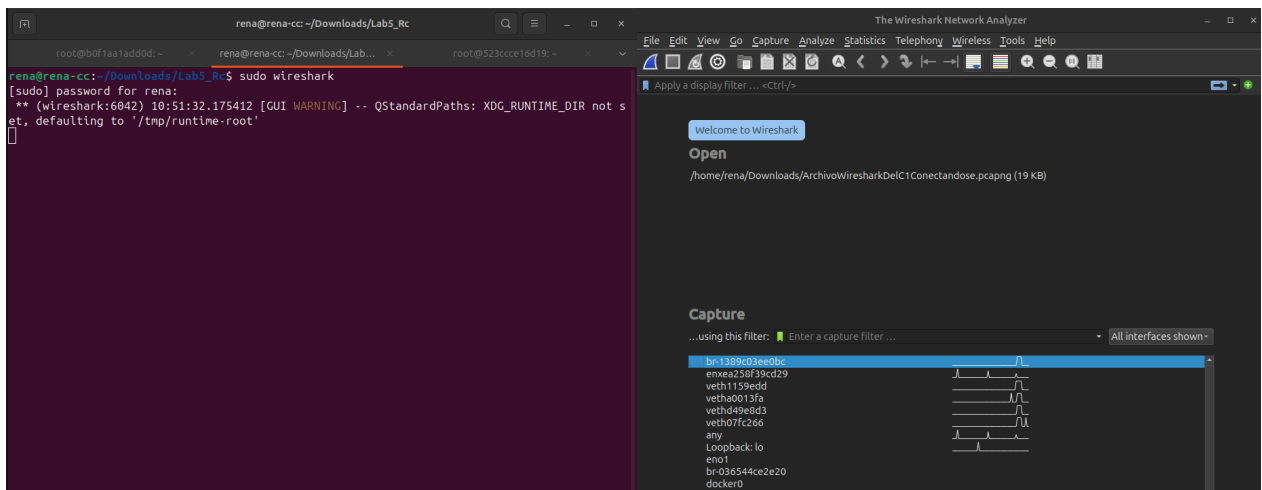 rena@rena-cc: ~/Downloads/Lab5_Rc
root@b0f1aa1add0d: ~
rena@rena-cc: ~/Downloads/Lab...
root@523ccce16d19: ~
rena@rena-cc:~/Downloads/Lab5_Rc$ sudo wireshark
[sudo] password for rena:
** (wireshark:6042) 10:51:32.175412 [GUI WARNING] -- QStandardPaths: XDG_RUNTIME_DIR not s
et, defaulting to '/tmp/runtime-root'
The Wireshark Network Analyzer
File Edit View Go Capture Analyze Statistics Telephony Wireless Tools Help
Apply a display filter ... <Ctrl-/>
Welcome to Wireshark
Open
/home/rena/Downloads/ArchivoWiresharkDelC1Conectandose.pcapng (19 KB)
Capture
...using this filter: Enter a capture filter ... All interfaces shown
br-1389c03ee0bc
enxea258f39cd29
veth1159edd
vetha0013fa
vethd49e8d3
veth07fc266
any
Loopback: lo
eno1
br-036544ce2e20
docker0